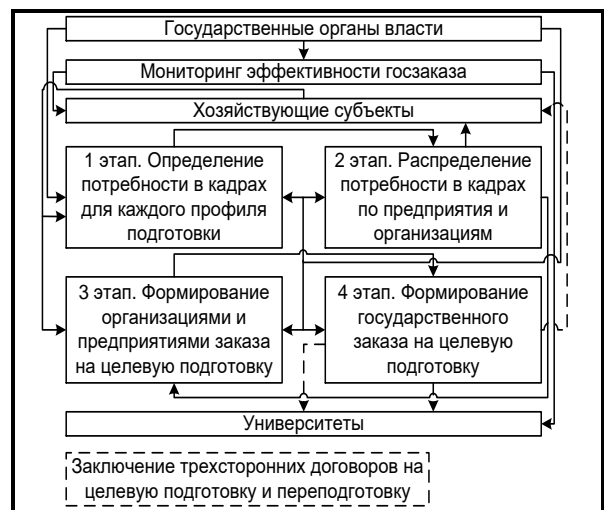 Государственные органы власти
Мониторинг эффективности госзаказа
Хозяйствующие субъекты
1 этап. Определение
потребности в кадрах
для каждого профиля
подготовки
2 этап. Распределение
потребности в кадрах
по предприятия и
организациям
3 этап. Формирование
организациями и
предприятиями заказа
на целевую подготовку
4 этап. Формирование
государственного
заказа на целевую
подготовку
Университеты
Заключение трехсторонних договоров на
целевую подготовку и переподготовку